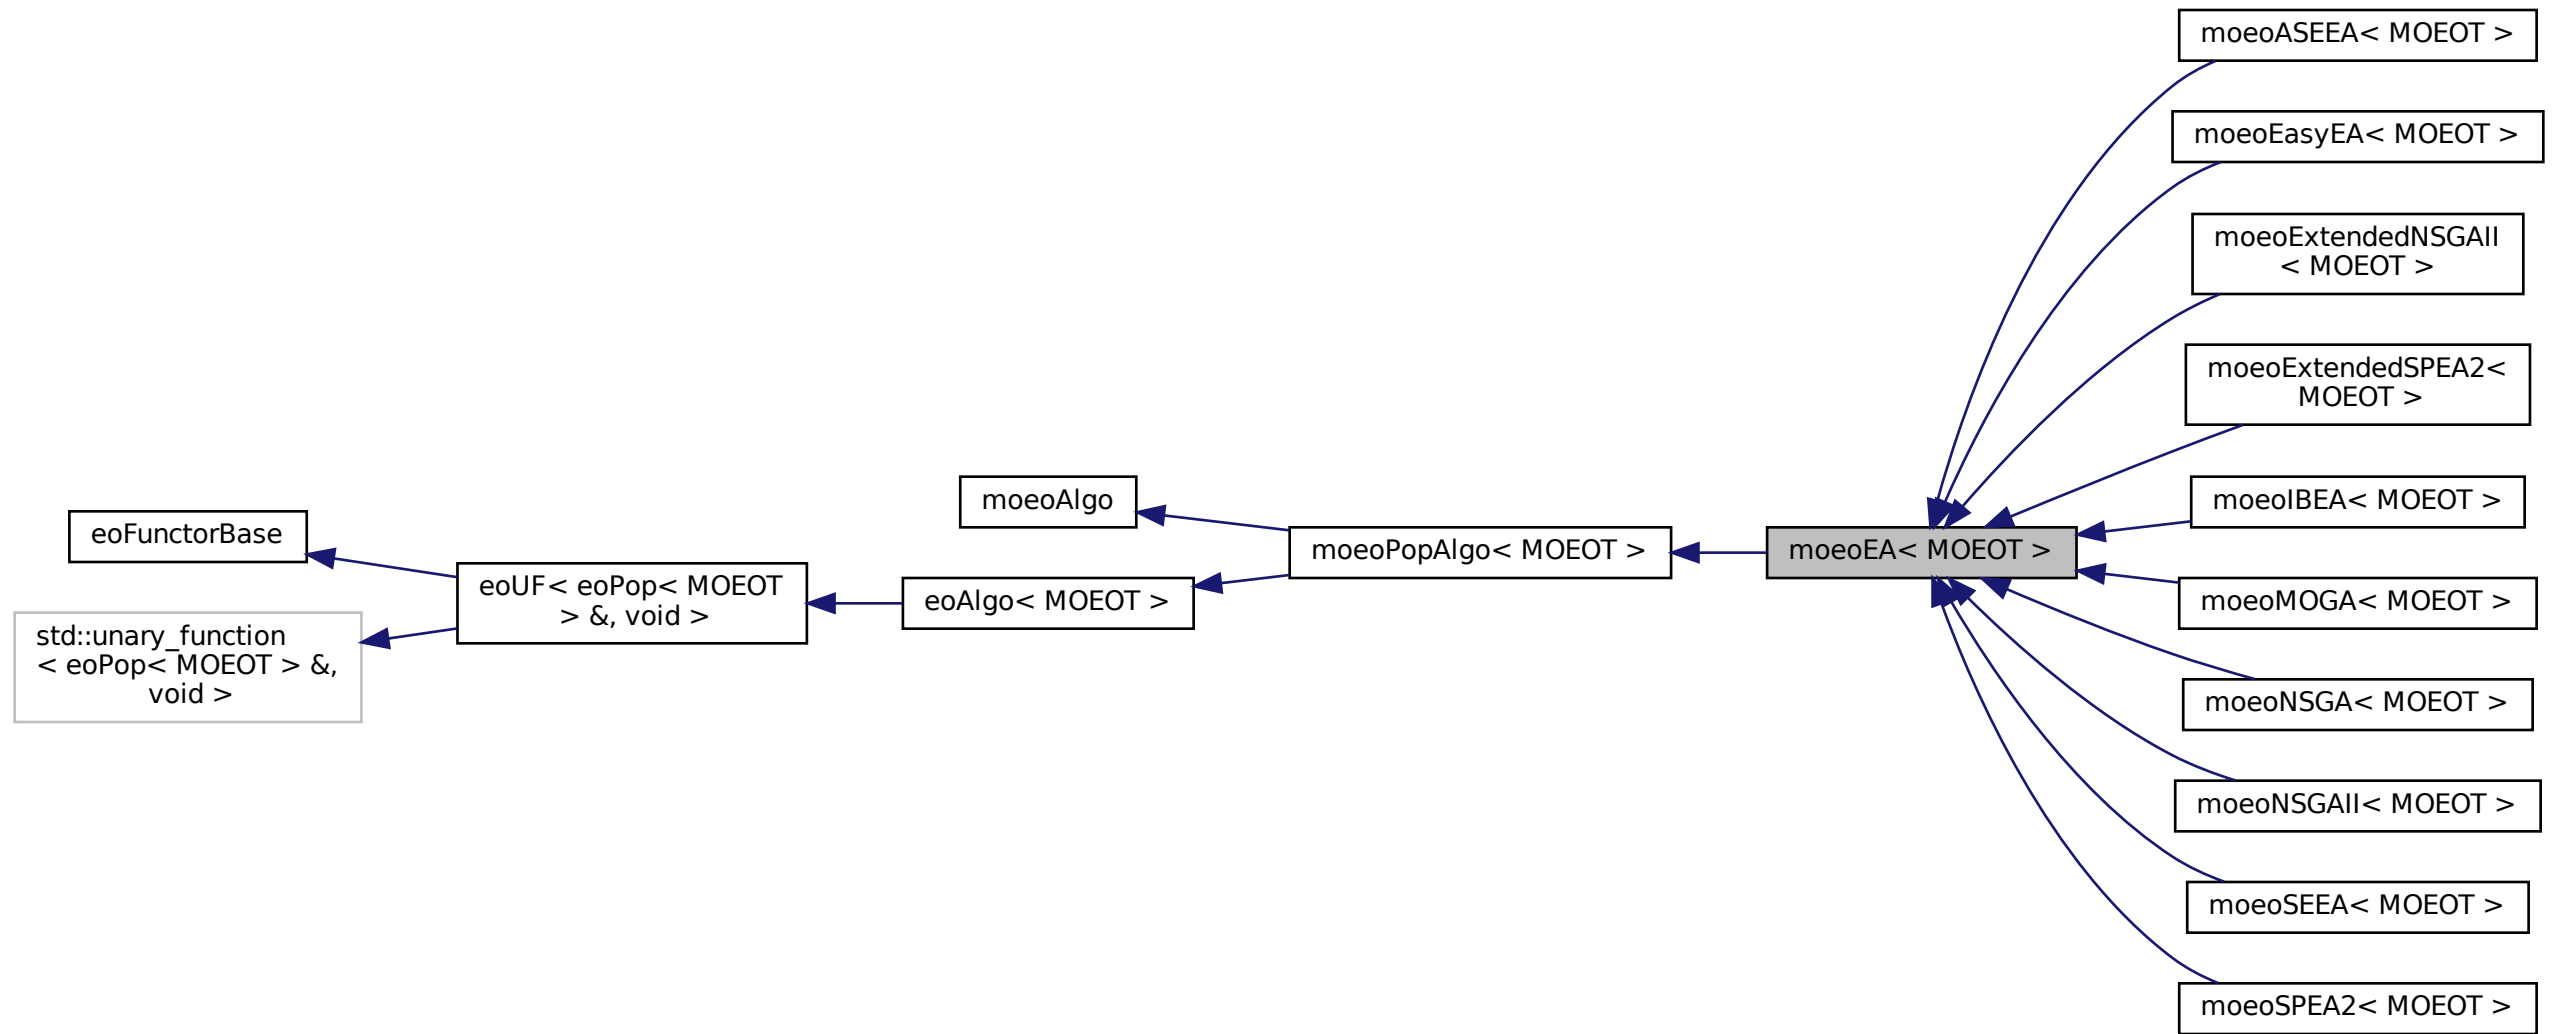 eoFunctorBase
std::unary_function
< eoPop< MOEOT > &,
void >
eoUF< eoPop< MOEOT
> &, void >
moeoAlgo
eoAlgo< MOEOT >
moeoPopAlgo< MOEOT >
moeoEA< MOEOT >
moeoASEEA< MOEOT >
moeoEasyEA< MOEOT >
moeoExtendedNSGAII
< MOEOT >
moeoExtendedSPEA2<
MOEOT >
moeoIBEA< MOEOT >
moeoMOGA< MOEOT >
moeoNSGA< MOEOT >
moeoNSGAII< MOEOT >
moeoSEEA< MOEOT >
moeoSPEA2< MOEOT >